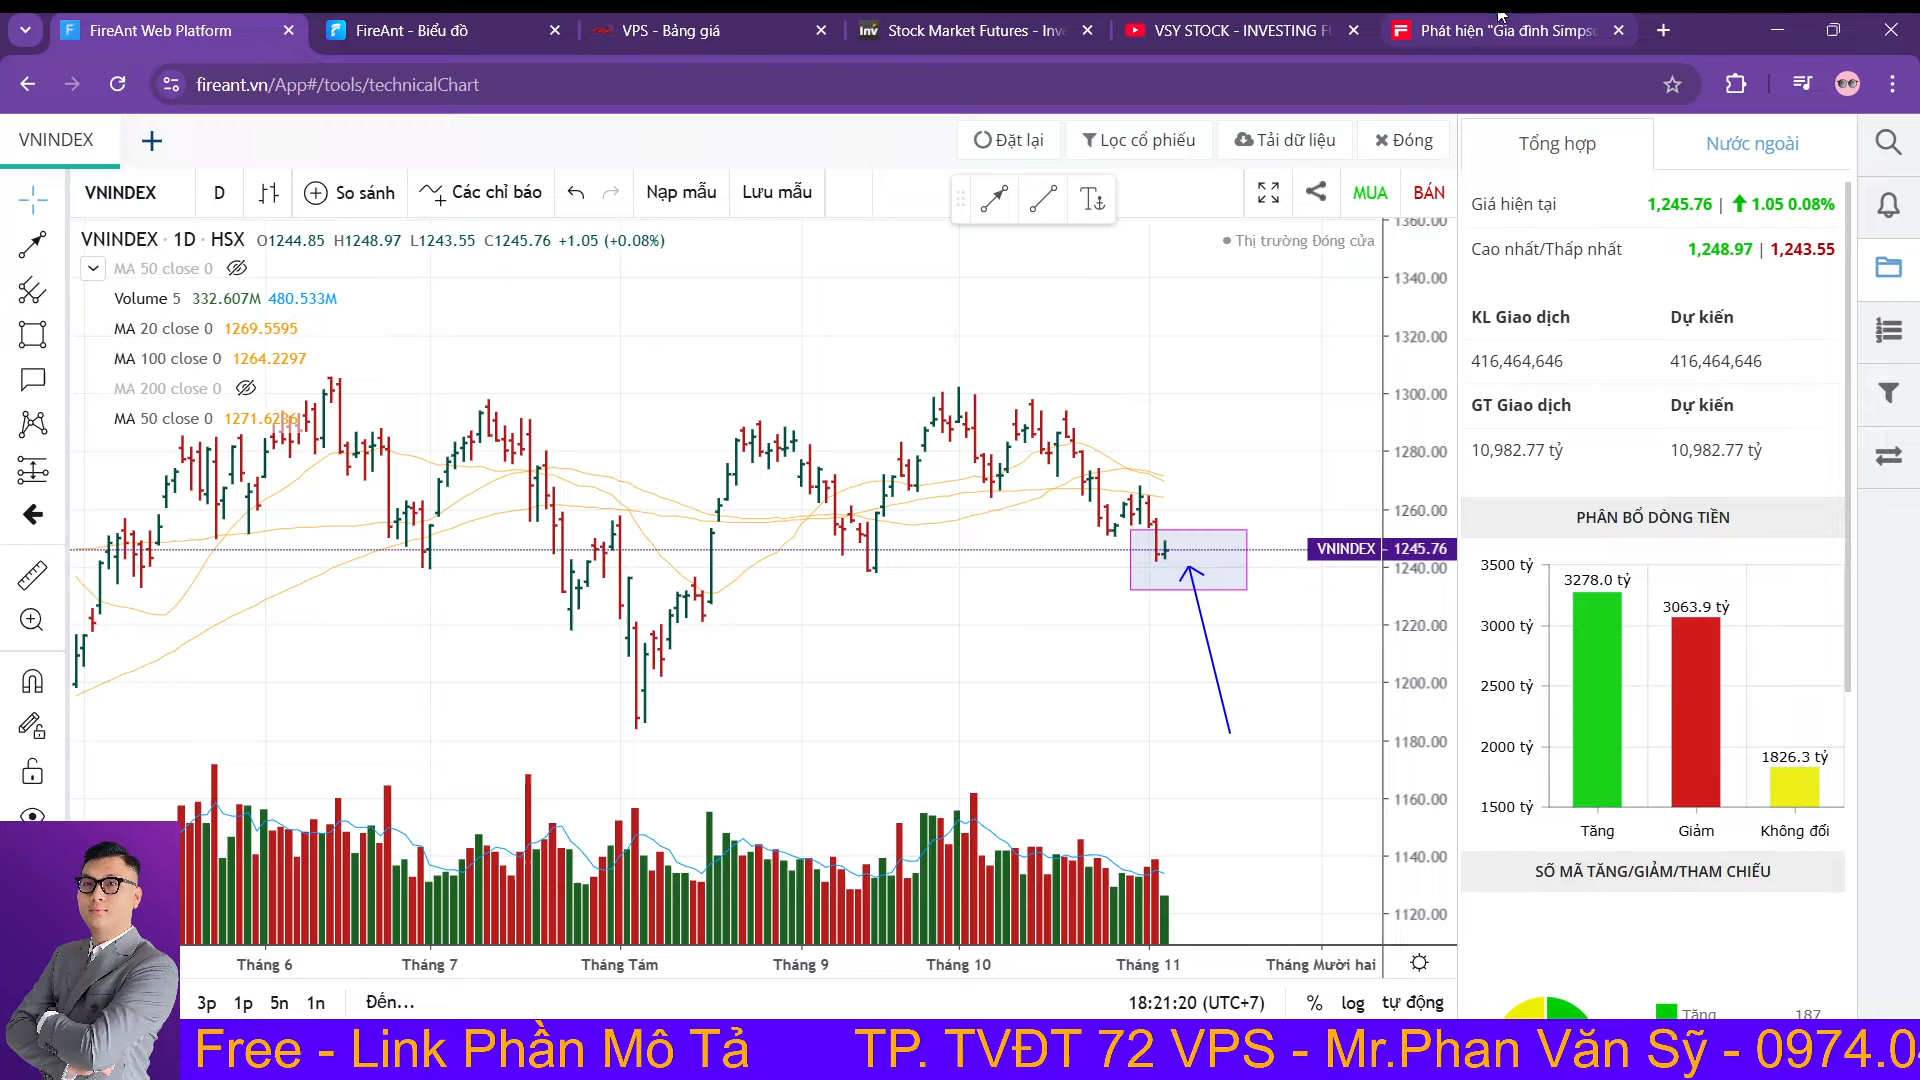 FireAnt Web Platform
FireAnt - Biểu đồ
VPS - Bảng giá
Stock Market Futures - Inve
VSY STOCK - INVESTING F
Phát hiện "Gia đình Simpso
fireant.vn/App#/tools/technicalChart
VNINDEX
Đặt lại
Lọc cổ phiếu
Tải dữ liệu
Đóng
Tổng hợp
Nước ngoài
VNINDEX
D
So sánh
Các chỉ báo
Nạp mẫu
Lưu mẫu
MUA
BÁN
VNINDEX · 1D · HSX O1244.85 H1248.97 L1243.55 C1245.76 +1.05 (+0.08%)
Thị trường Đóng cửa
MA 50 close 0
Volume 5 332.607M 480.533M
MA 20 close 0 1269.5595
MA 100 close 0 1264.2297
MA 200 close 0
MA 50 close 0
1360.00
1340.00
1320.00
1300.00
1280.00
1260.00
VNINDEX 1245.76
1240.00
1220.00
1200.00
1180.00
1160.00
1140.00
1120.00
Tháng 6
Tháng 7
Tháng Tám
Tháng 9
Tháng 10
Tháng 11
Tháng Mười hai
3p 1p 5n 1n
Đến...
18:21:20 (UTC+7)
% log tự động
Giá hiện tại 1,245.76 | 1.05 0.08%
Cao nhất/Thấp nhất 1,248.97 | 1,243.55
KL Giao dịch Dự kiến
416,464,646 416,464,646
GT Giao dịch Dự kiến
10,982.77 tỷ 10,982.77 tỷ
PHÂN BỔ DÒNG TIỀN
3500 tỷ
3000 tỷ
2500 tỷ
2000 tỷ
1500 tỷ
3278.0 tỷ
3063.9 tỷ
1826.3 tỷ
Tăng
Giảm
Không đổi
SỐ MÃ TĂNG/GIẢM/THAM CHIẾU
Tăng 187
Free - Link Phần Mô Tả TP. TVĐT 72 VPS - Mr.Phan Văn Sỹ - 0974.0